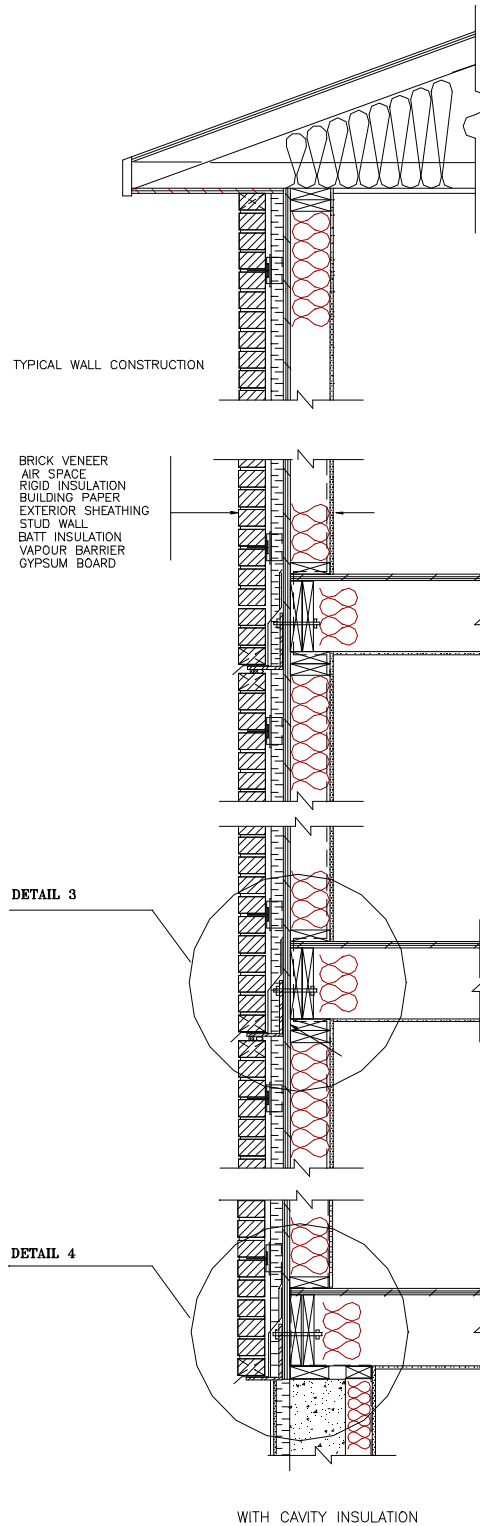 TYPICAL WALL CONSTRUCTION
BRICK VENEER
AIR SPACE
RIGID INSULATION
BUILDING PAPER
EXTERIOR SHEATHING
STUD WALL
BATT INSULATION
VAPOUR BARRIER
GYPSUM BOARD
DETAIL 3
DETAIL 4
WITH CAVITY INSULATION